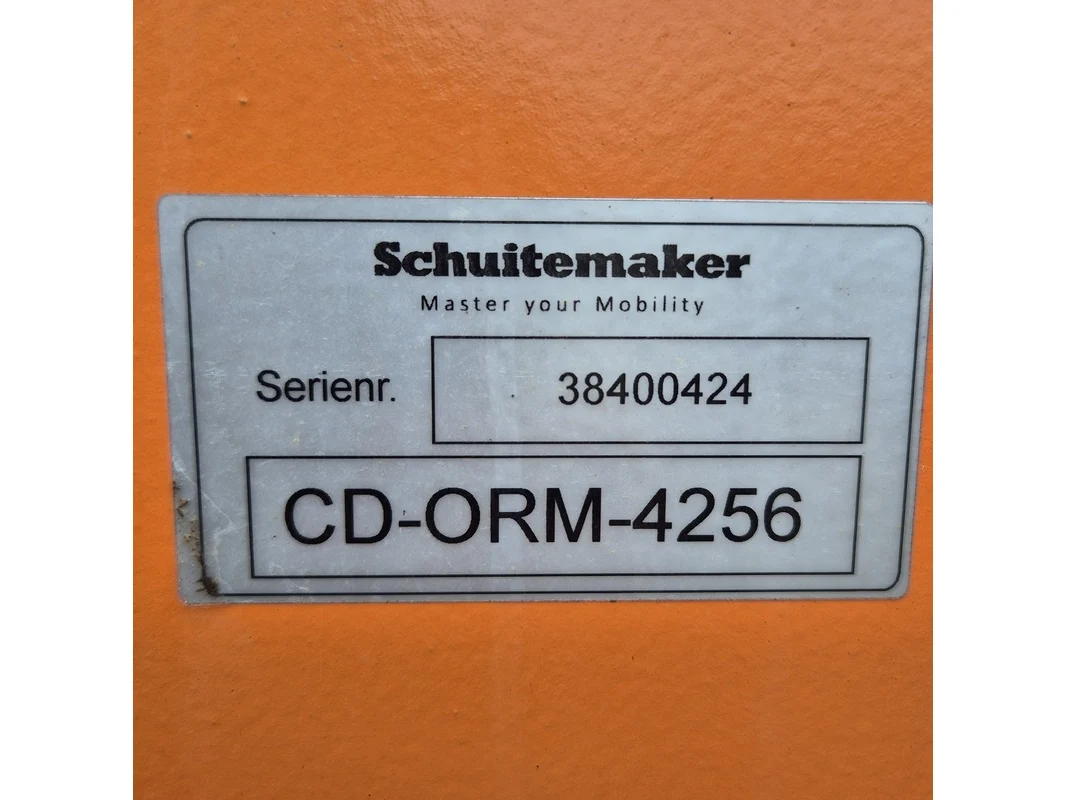 Schuitemaker
Master your Mobility
Serienr. 38400424
CD-ORM-4256